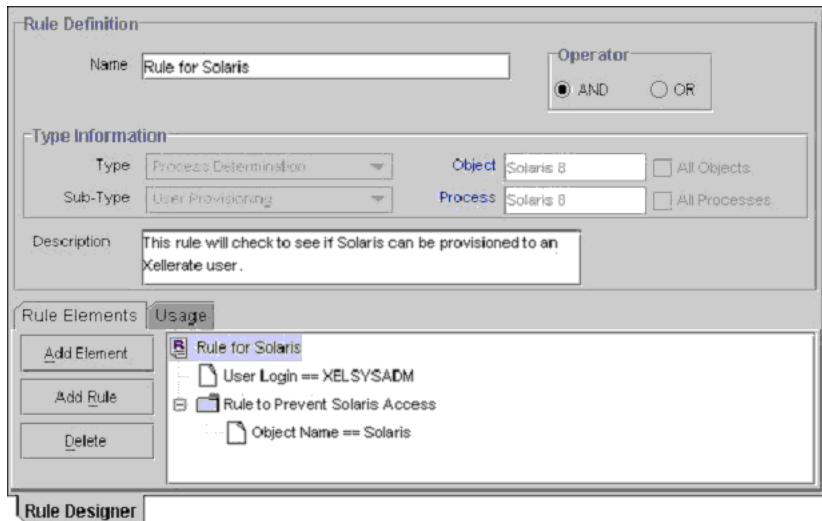 Rule Definition
Name Rule for Solaris
Operator
AND OR
Type Information
Type Process Determination Object Solaris 8 All Objects
Sub-Type User Provisioning Process Solaris 8 All Processes
Description This rule will check to see if Solaris can be provisioned to an
Xellerate user.
Rule Elements Usage
Add Element
Add Rule
Delete
Rule for Solaris
User Login == XELSYSADM
Rule to Prevent Solaris Access
Object Name == Solaris
Rule Designer